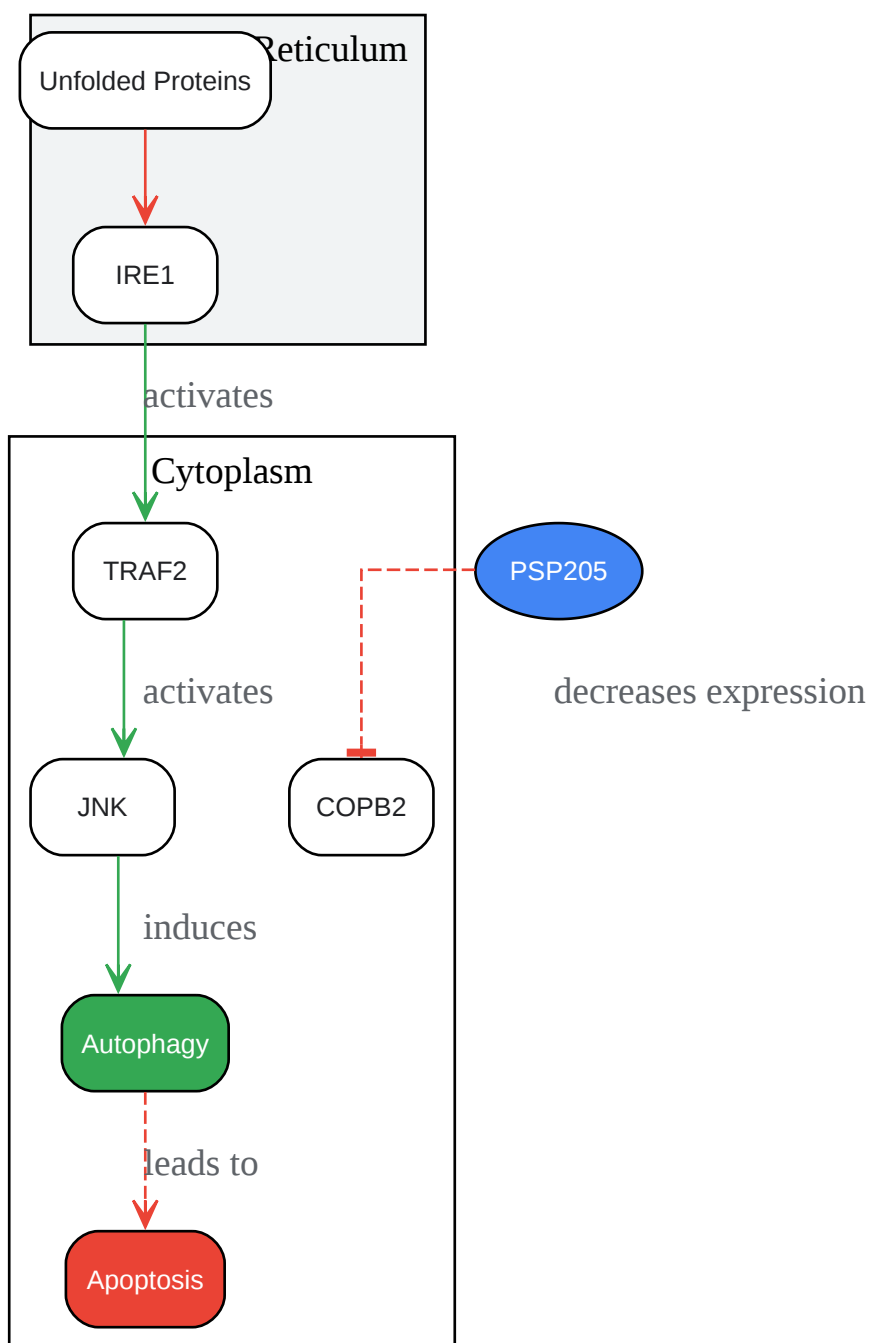 Reticulum
Unfolded Proteins
IRE1
activates
Cytoplasm
TRAF2
PSP205
activates
decreases expression
JNK
COPB2
induces
Autophagy
leads to
Apoptosis